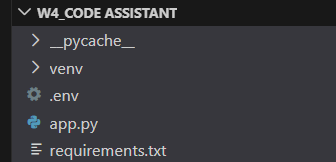 W4_CODE ASSISTANT
__pycache__
venv
.env
app.py
requirements.txt